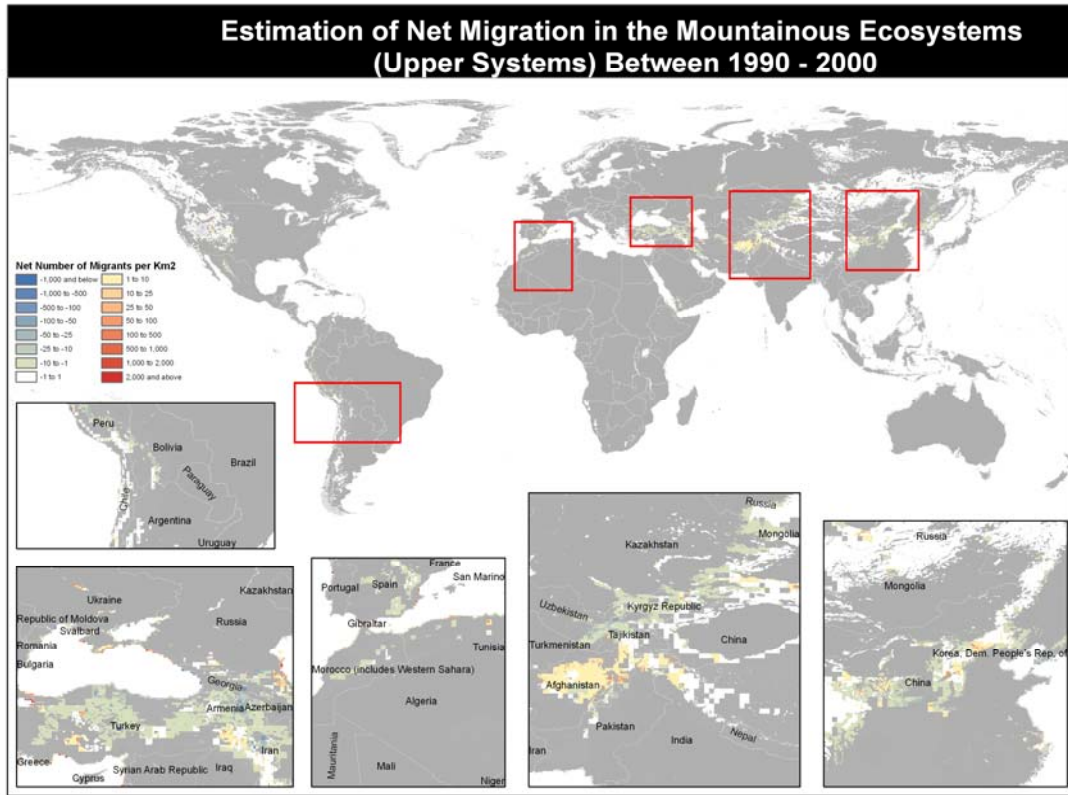 Estimation of Net Migration in the Mountainous Ecosystems
(Upper Systems) Between 1990 - 2000
Net Number of Migrants per Km2
-1,000 and below
1 to 10
-1,000 to -500
10 to 25
-500 to -100
25 to 50
-100 to -50
50 to 100
-50 to -25
100 to 500
-25 to -10
500 to 1,000
-10 to -1
1,000 to 2,000
-1 to 1
2,000 and above
Peru
Bolivia
Brazil
Paraguay
Chile
Argentina
Uruguay
Ukraine
Kazakhstan
Republic of Moldova
Svalbard
Russia
Romania
Bulgaria
Georgia
Armenia
Azerbaijan
Turkey
Iran
Greece
Cyprus
Syrian Arab Republic
Iraq
France
Portugal
Spain
San Marino
Gibraltar
Tunisia
Morocco (includes Western Sahara)
Algeria
Mauritania
Mali
Niger
Russia
Kazakhstan
Mongolia
Uzbekistan
Kyrgyz Republic
Turkmenistan
Tajikistan
China
Afghanistan
Pakistan
Iran
India
Nepal
Russia
Mongolia
Korea, Dem. People's Rep. of
China